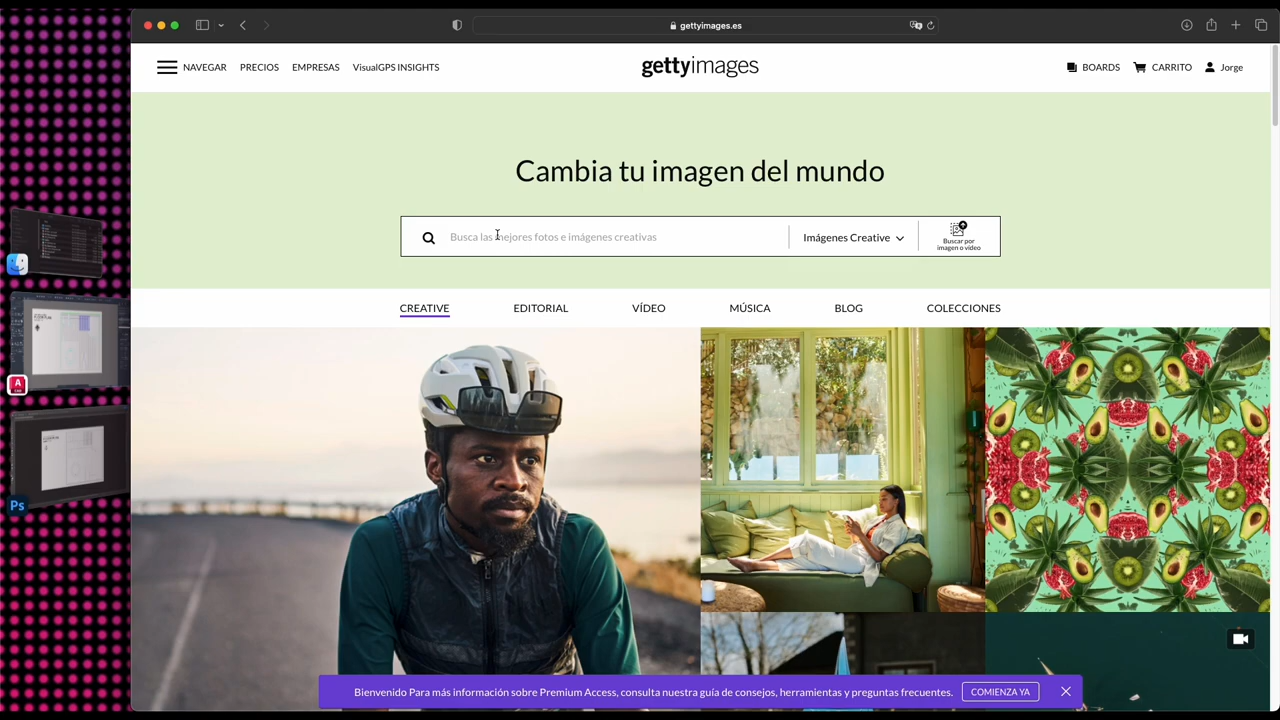 gettyimages.es
NAVEGAR
PRECIOS
EMPRESAS
VisualGPS INSIGHTS
gettyimages
BOARDS
CARRITO
Jorge
Cambia tu imagen del mundo
Busca las mejores fotos e imágenes creativas
Imágenes Creative
Buscar por
imagen o vídeo
CREATIVE
EDITORIAL
VÍDEO
MÚSICA
BLOG
COLECCIONES
A
Ps
Bienvenido Para más información sobre Premium Access, consulta nuestra guía de consejos, herramientas y preguntas frecuentes.
COMIENZA YA